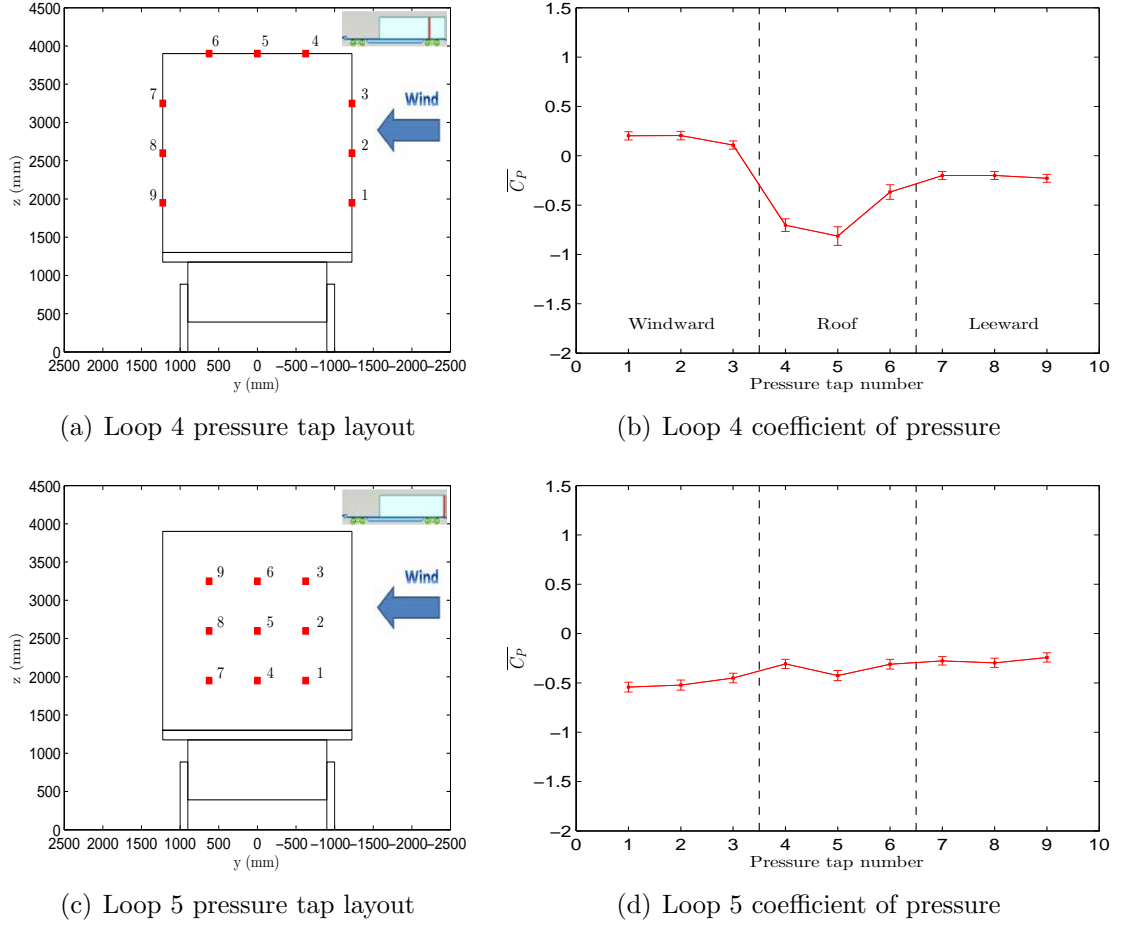 4500
4000
3500
3000
2500
2000
1500
1000
500
0
z (mm)
6 5 4
7 3
8 2
9 1
Wind
2500 2000 1500 1000 500 0 −500 −1000 −1500 −2000 −2500
y (mm)
(a) Loop 4 pressure tap layout
1.5
1
0.5
0
−0.5
−1
−1.5
−2
C_P
Windward Roof Leeward
0 1 2 3 4 5 6 7 8 9 10
Pressure tap number
(b) Loop 4 coefficient of pressure
4500
4000
3500
3000
2500
2000
1500
1000
500
0
z (mm)
9 6 3
8 5 2
7 4 1
Wind
2500 2000 1500 1000 500 0 −500 −1000 −1500 −2000 −2500
y (mm)
(c) Loop 5 pressure tap layout
1.5
1
0.5
0
−0.5
−1
−1.5
−2
C_P
0 1 2 3 4 5 6 7 8 9 10
Pressure tap number
(d) Loop 5 coefficient of pressure